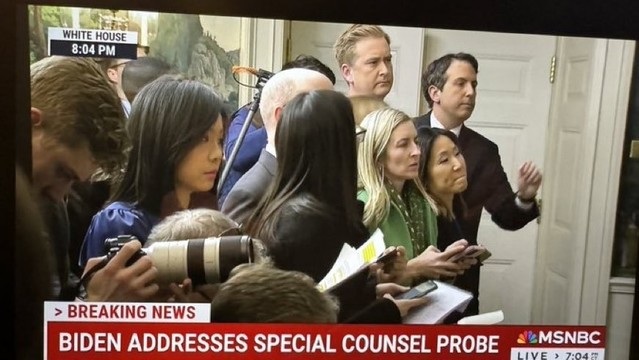 WHITE HOUSE
8:04 PM
> BREAKING NEWS
BIDEN ADDRESSES SPECIAL COUNSEL PROBE
MSNBC
LIVE > 7:04